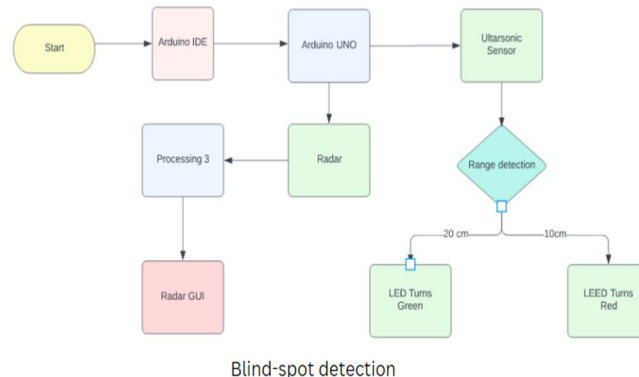 Start
Arduino IDE
Arduino UNO
Ultarsonic
Sensor
Processing 3
Radar
Range detection
20 cm
10cm
Radar GUI
LED Turns
Green
LEED Turns
Red
Blind-spot detection